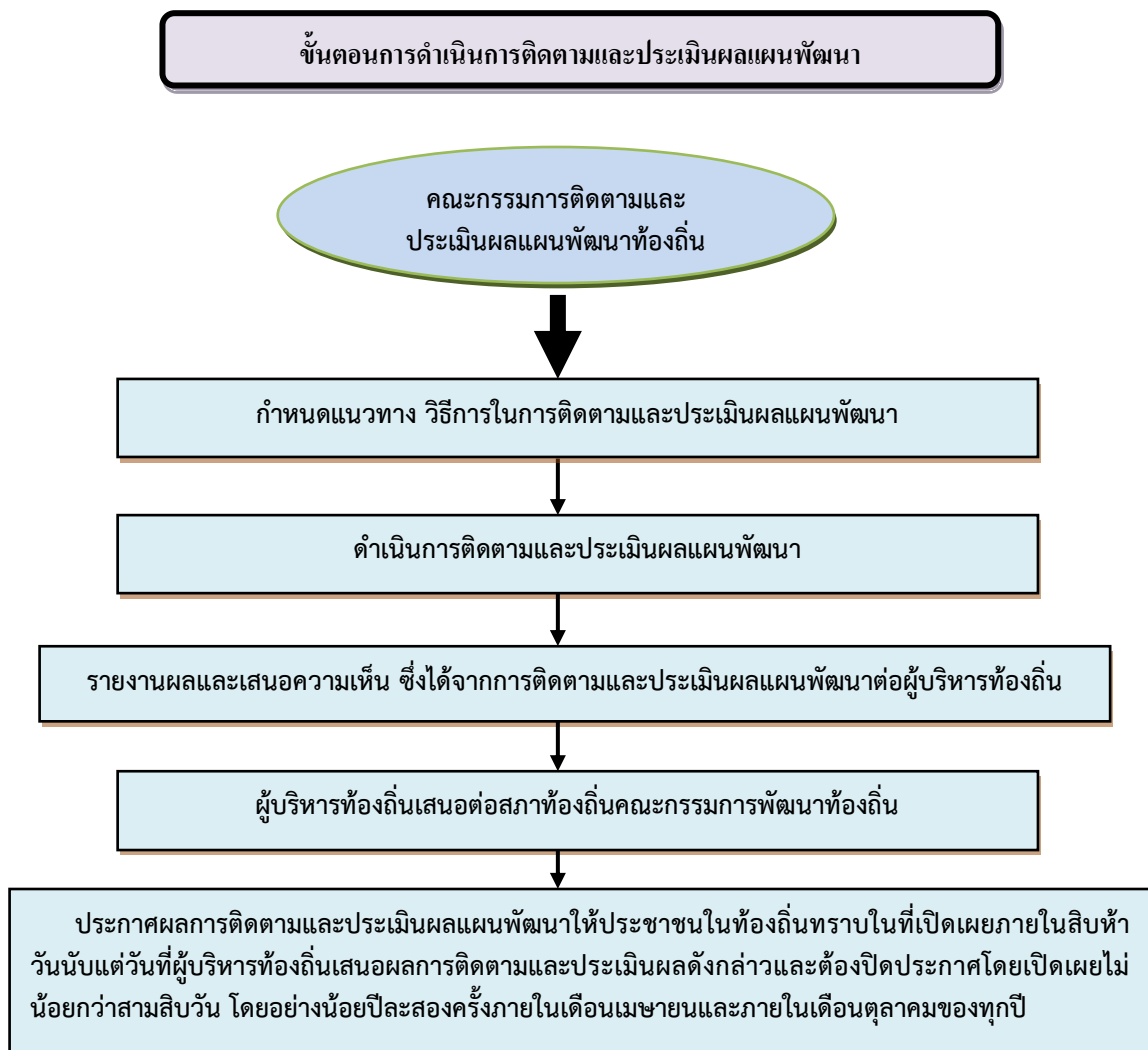 ขั้นตอนการดำเนินการติดตามและประเมินผลแผนพัฒนา
คณะกรรมการติดตามและ
ประเมินผลแผนพัฒนาท้องถิ่น
กำหนดแนวทาง วิธีการในการติดตามและประเมินผลแผนพัฒนา
ดำเนินการติดตามและประเมินผลแผนพัฒนา
รายงานผลและเสนอความเห็น ซึ่งได้จากการติดตามและประเมินผลแผนพัฒนาต่อผู้บริหารท้องถิ่น
ผู้บริหารท้องถิ่นเสนอต่อสภาท้องถิ่นคณะกรรมการพัฒนาท้องถิ่น
ประกาศผลการติดตามและประเมินผลแผนพัฒนาให้ประชาชนในท้องถิ่นทราบในที่เปิดเผยภายในสิบห้า
วันนับแต่วันที่ผู้บริหารท้องถิ่นเสนอผลการติดตามและประเมินผลดังกล่าวและต้องปิดประกาศโดยเปิดเผยไม่
น้อยกว่าสามสิบวัน โดยอย่างน้อยปีละสองครั้งภายในเดือนเมษายนและภายในเดือนตุลาคมของทุกปี